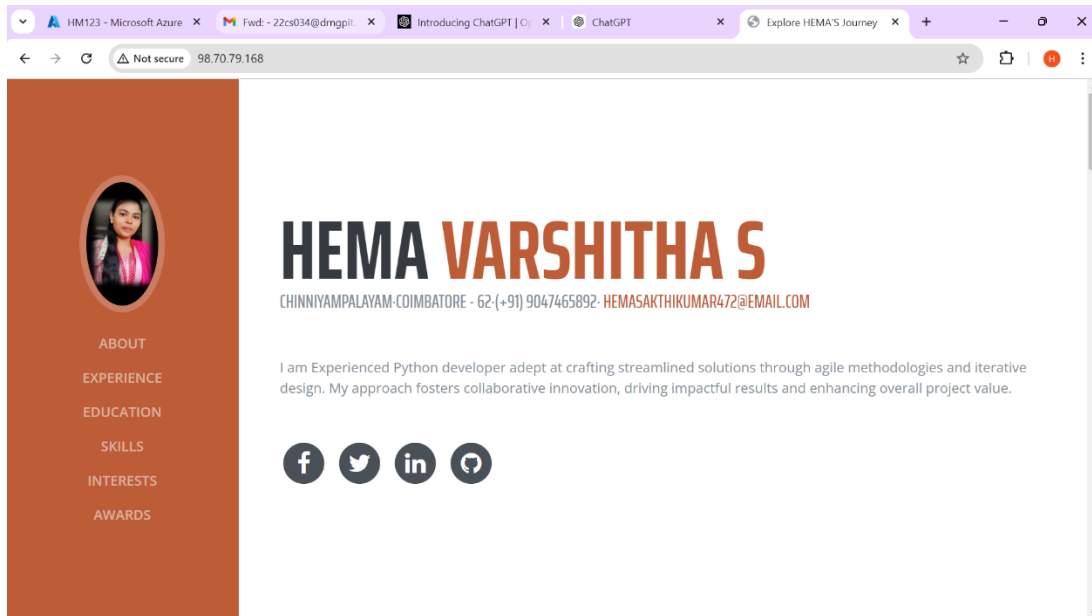 HM123 - Microsoft Azure
Fwd: - 22cs034@drngpit.
Introducing ChatGPT | Op
ChatGPT
Explore HEMA'S Journey
Not secure
98.70.79.168
H
HEMA VARSHITHA S
CHINNIYAMPALAYAM·COIMBATORE - 62·(+91) 9047465892· HEMASAKTHIKUMAR472@EMAIL.COM
ABOUT
EXPERIENCE
EDUCATION
SKILLS
INTERESTS
AWARDS
I am Experienced Python developer adept at crafting streamlined solutions through agile methodologies and iterative
design. My approach fosters collaborative innovation, driving impactful results and enhancing overall project value.